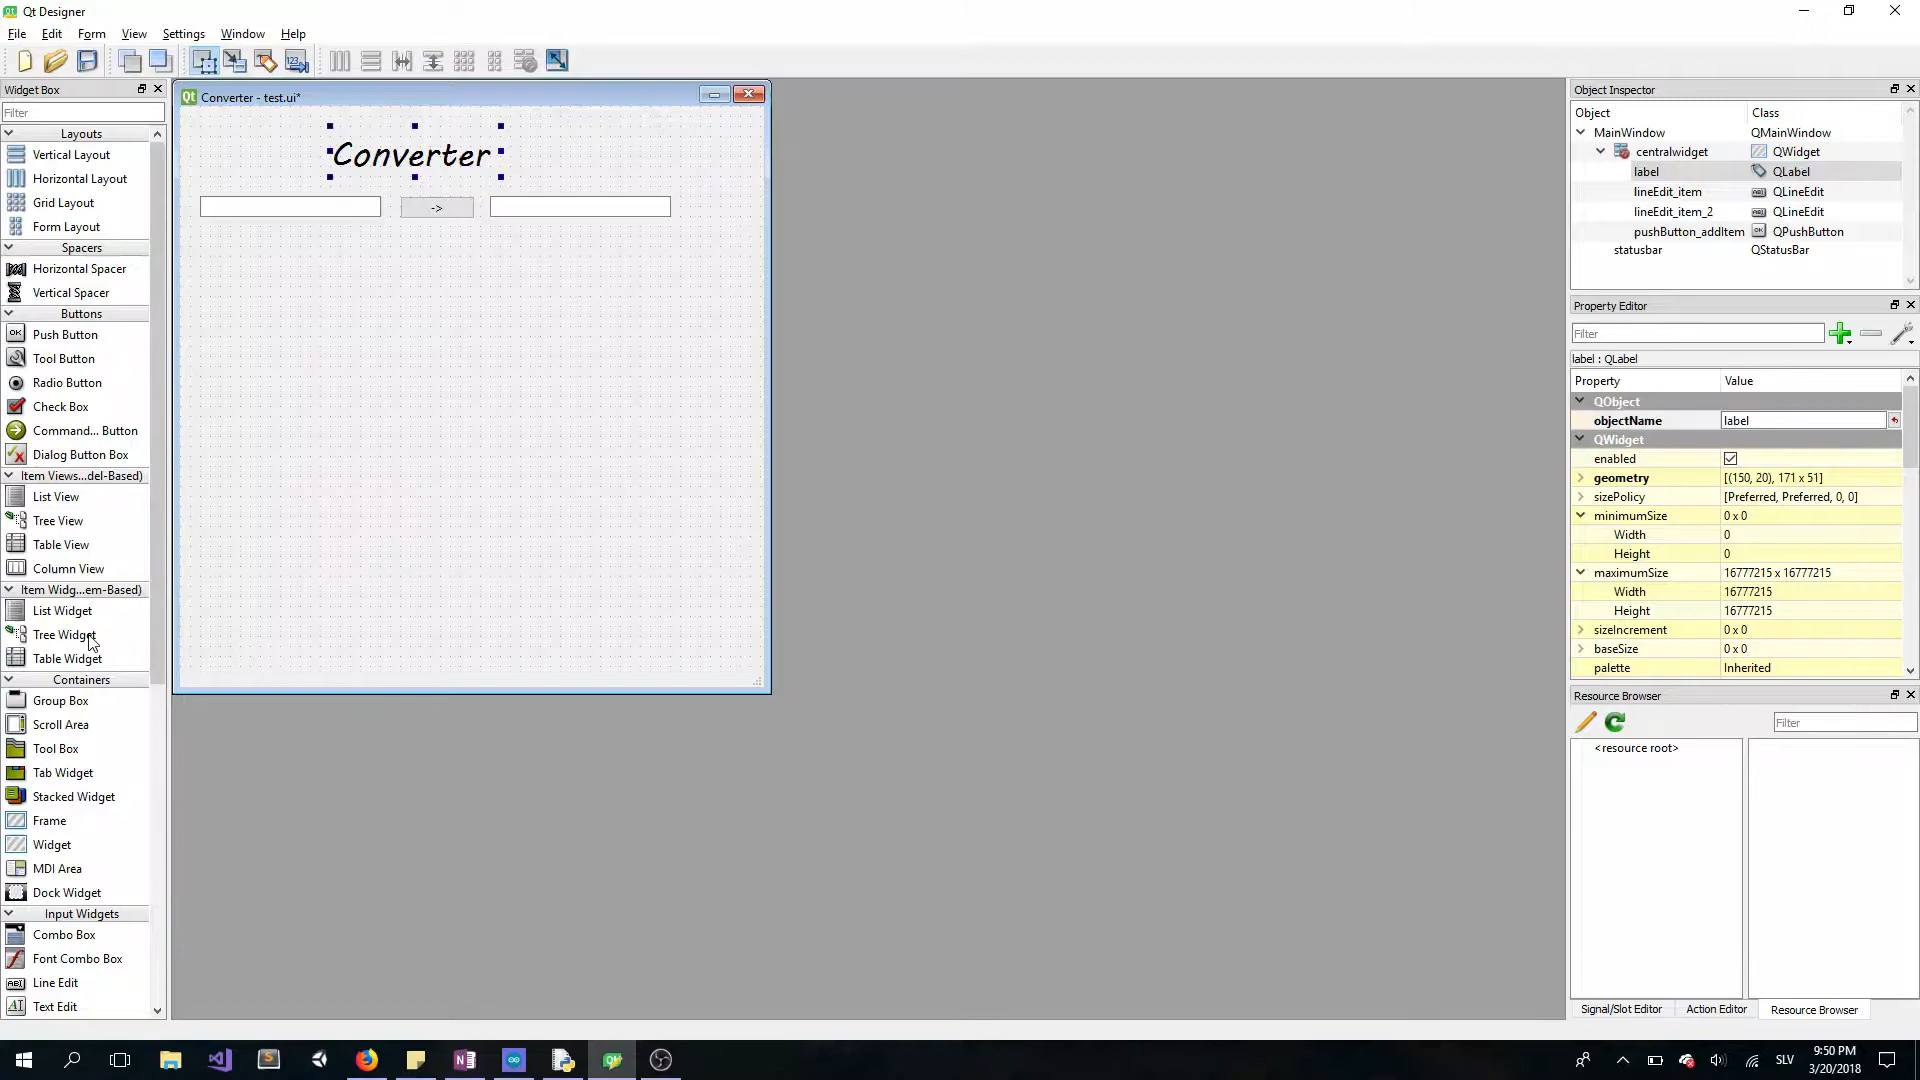 Qt Designer
File Edit Form View Settings Window Help
Widget Box
Filter
Layouts
Vertical Layout
Horizontal Layout
Grid Layout
Form Layout
Spacers
Horizontal Spacer
Vertical Spacer
Buttons
Push Button
Tool Button
Radio Button
Check Box
Command... Button
Dialog Button Box
Item Views...del-Based)
List View
Tree View
Table View
Column View
Item Widg...em-Based)
List Widget
Tree Widget
Table Widget
Containers
Group Box
Scroll Area
Tool Box
Tab Widget
Stacked Widget
Frame
Widget
MDI Area
Dock Widget
Input Widgets
Combo Box
Font Combo Box
Line Edit
Text Edit
Converter - test.ui*
Converter
->
Object Inspector
Object Class
MainWindow QMainWindow
centralwidget QWidget
label QLabel
lineEdit_item QLineEdit
lineEdit_item_2 QLineEdit
pushButton_addItem QPushButton
statusbar QStatusBar
Property Editor
Filter
label : QLabel
Property Value
QObject
objectName label
QWidget
enabled
geometry [(150, 20), 171 x 51]
sizePolicy [Preferred, Preferred, 0, 0]
minimumSize 0 x 0
Width 0
Height 0
maximumSize 16777215 x 16777215
Width 16777215
Height 16777215
sizeIncrement 0 x 0
baseSize 0 x 0
palette Inherited
Resource Browser
Filter
<resource root>
Signal/Slot Editor Action Editor Resource Browser
SLV
9:50 PM
3/20/2018